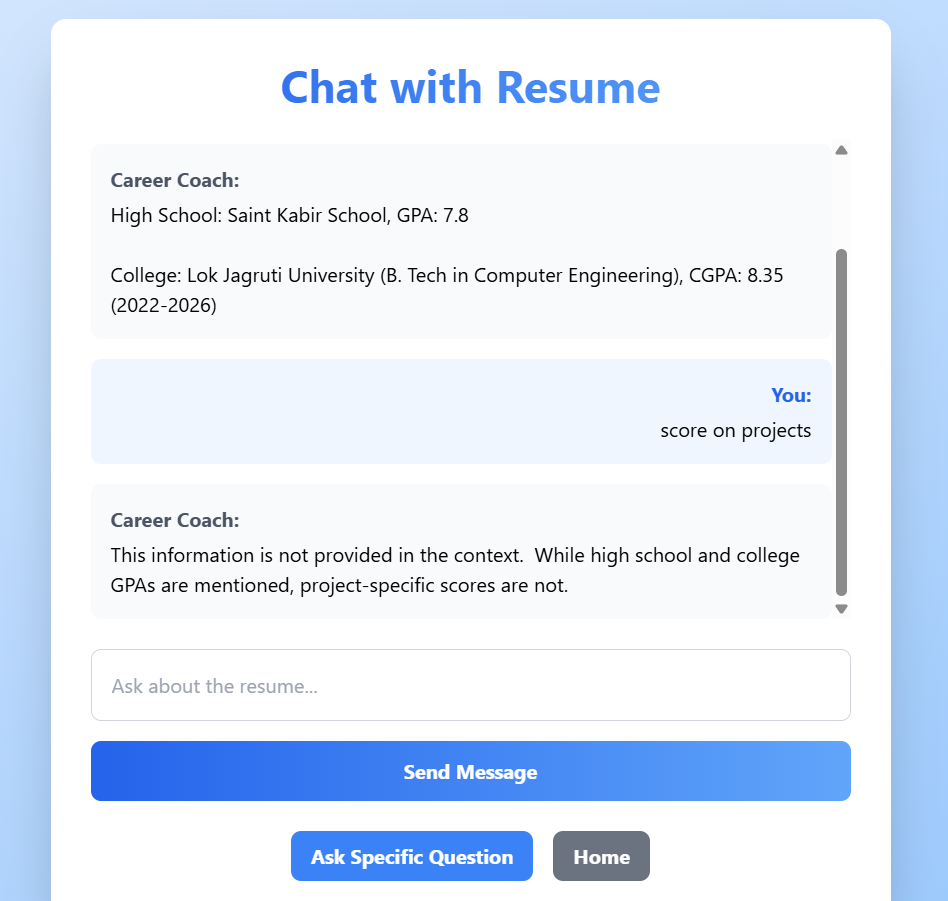 Chat with Resume
Career Coach:
High School: Saint Kabir School, GPA: 7.8
College: Lok Jagruti University (B. Tech in Computer Engineering), CGPA: 8.35
(2022-2026)
You:
score on projects
Career Coach:
This information is not provided in the context.  While high school and college
GPAs are mentioned, project-specific scores are not.
Ask about the resume...
Send Message
Ask Specific Question
Home